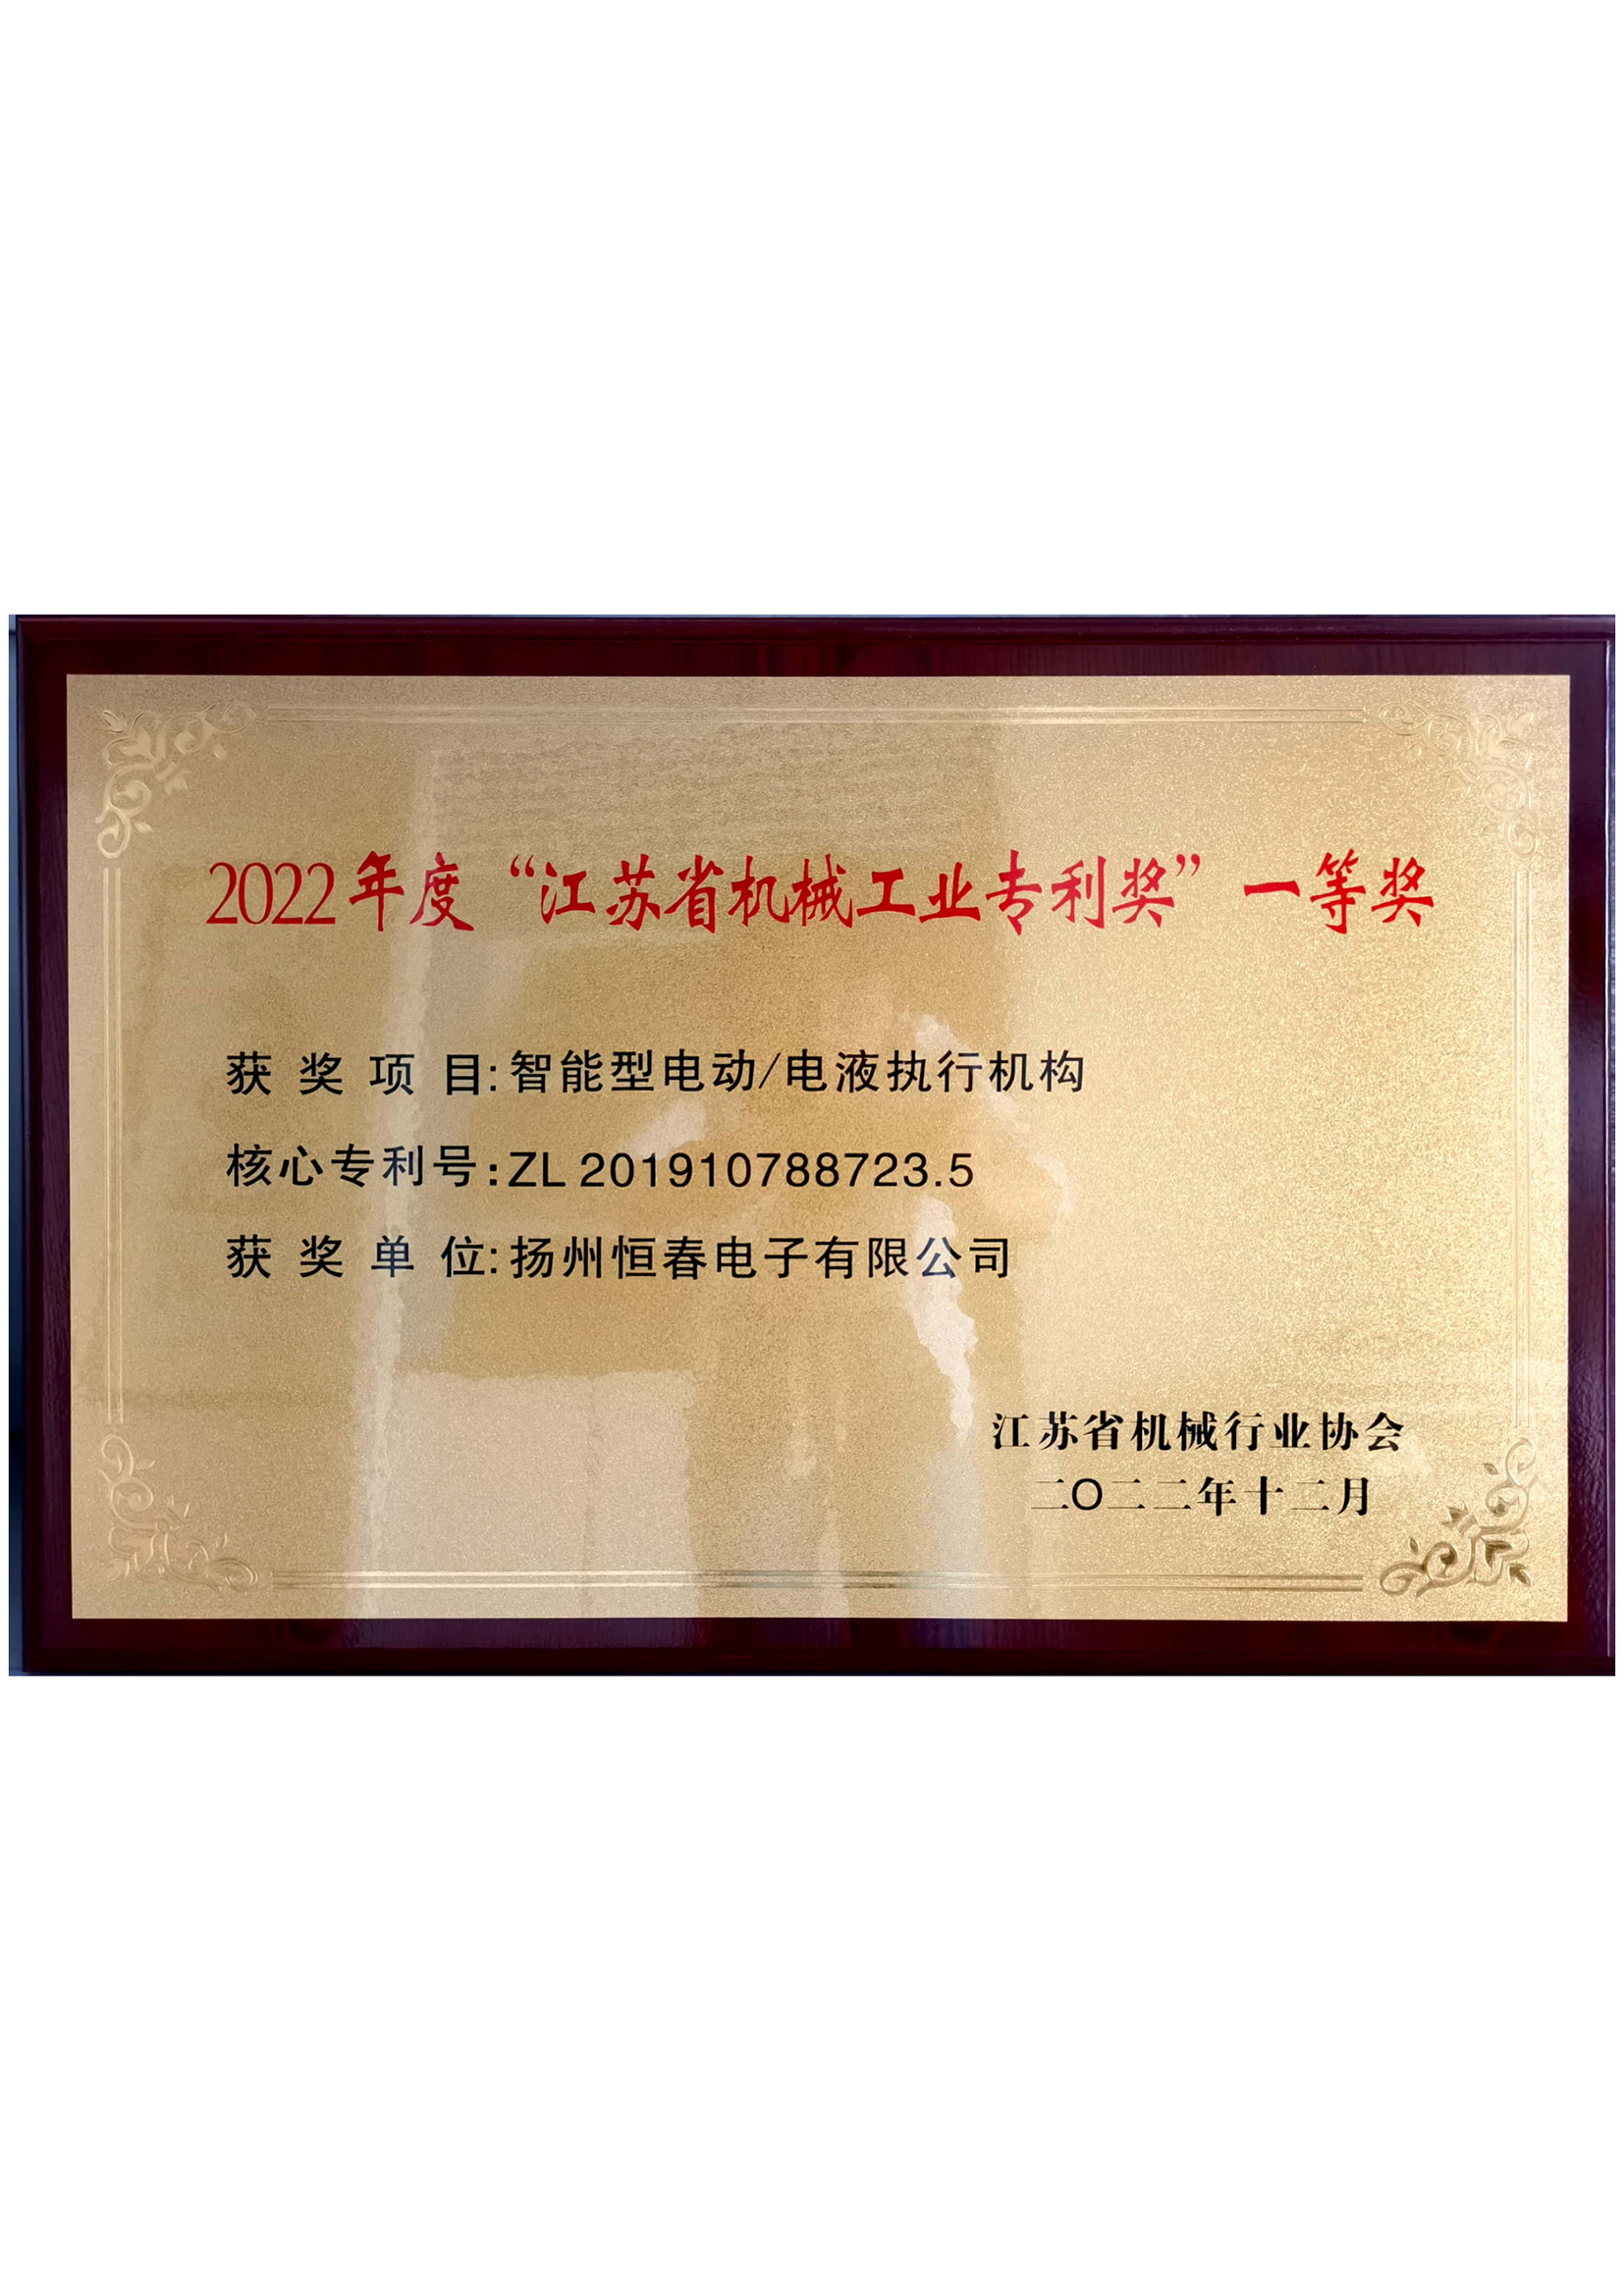 2022年度“江苏省机械工业专利奖”一等奖
获奖项目:智能型电动/电液执行机构
核心专利号:ZL 201910788723.5
获奖单位:扬州恒春电子有限公司
江苏省机械行业协会
二〇二二年十二月